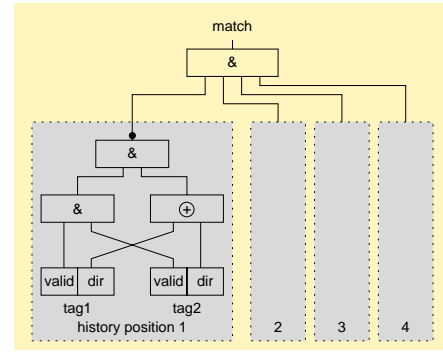 match
&
&
& +
valid dir valid dir
tag1 tag2
history position 1 2 3 4